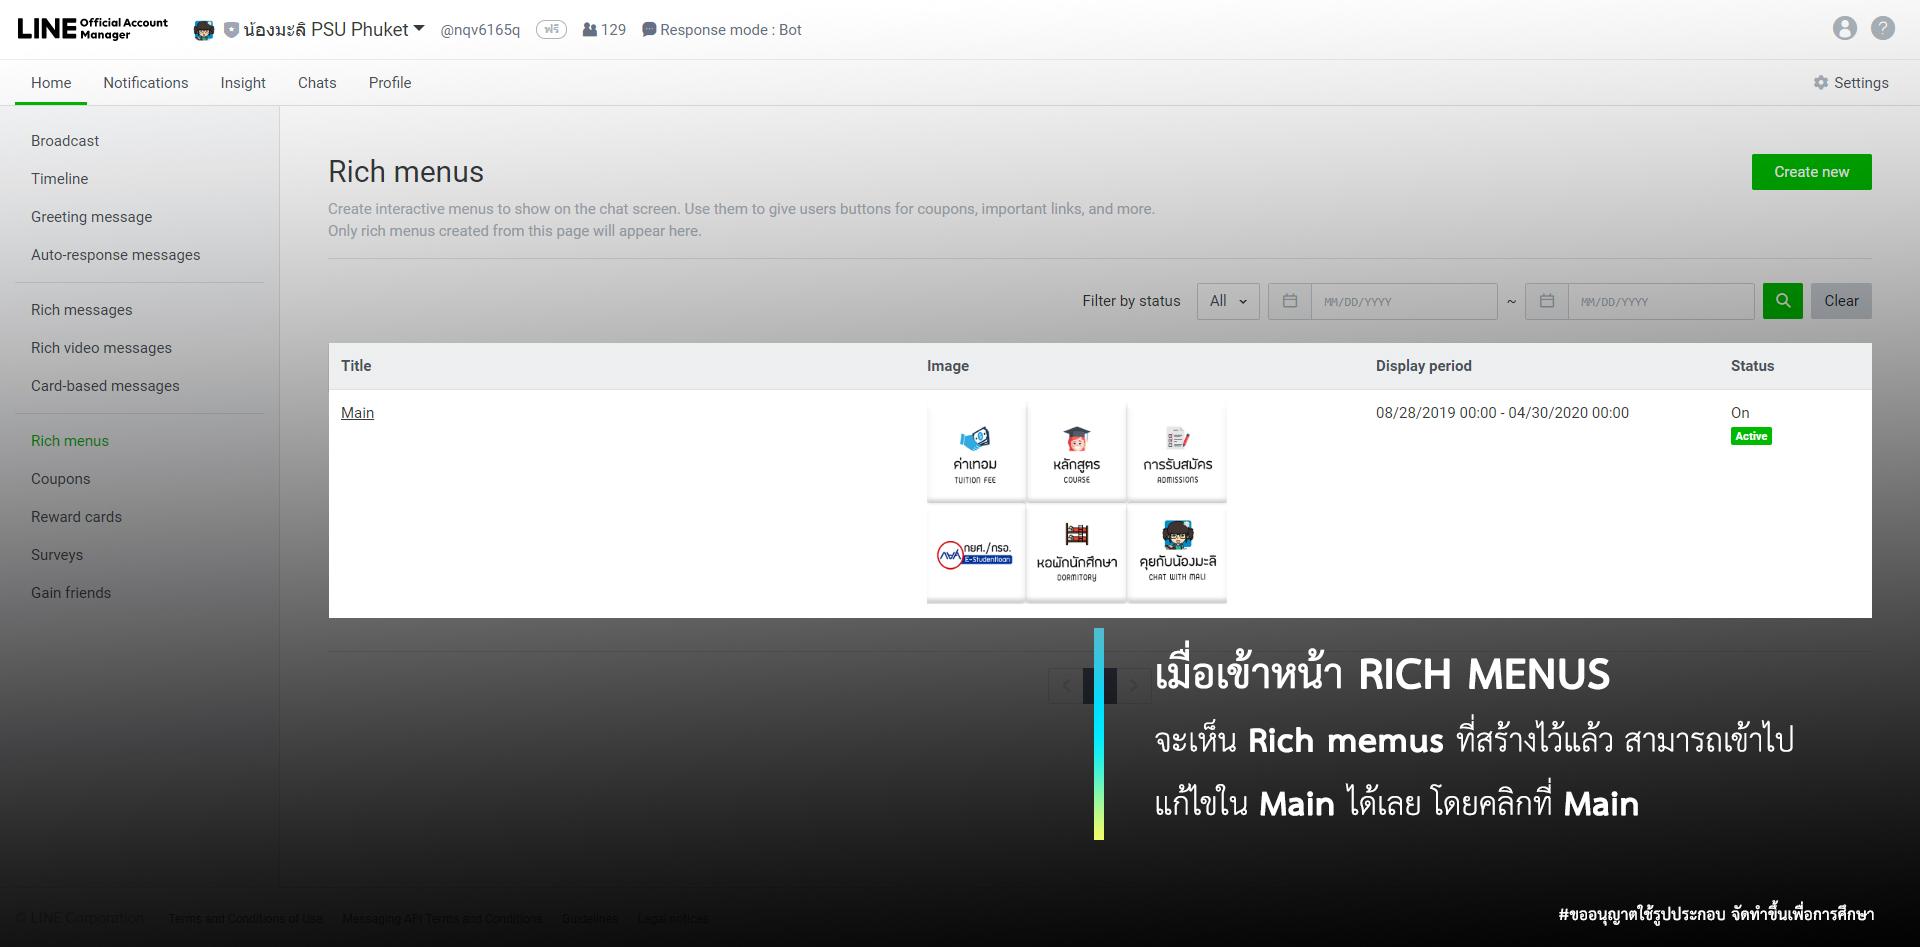 LINE Official Account Manager
น้องมะลิ PSU Phuket
@nqv6165q
ฟรี
129
Response mode : Bot
Home
Notifications
Insight
Chats
Profile
Settings
Broadcast
Timeline
Greeting message
Auto-response messages
Rich messages
Rich video messages
Card-based messages
Rich menus
Coupons
Reward cards
Surveys
Gain friends
Rich menus
Create new
Create interactive menus to show on the chat screen. Use them to give users buttons for coupons, important links, and more.
Only rich menus created from this page will appear here.
Filter by status
All
MM/DD/YYYY
~
MM/DD/YYYY
Clear
Title
Image
Display period
Status
Main
08/28/2019 00:00 - 04/30/2020 00:00
On
Active
ค่าเทอม
TUITION FEE
หลักสูตร
COURSE
การรับสมัคร
ADMISSIONS
กยศ./กรอ.
E-Studentloan
หอพักนักศึกษา
DORMITORY
คุยกับน้องมะลิ
CHAT WITH MALI
เมื่อเข้าหน้า RICH MENUS
จะเห็น Rich memus ที่สร้างไว้แล้ว สามารถเข้าไป
แก้ไขใน Main ได้เลย โดยคลิกที่ Main
© LINE Corporation
Terms and Conditions of Use
Messaging API Terms and Conditions
Guidelines
Legal notices
#ขออนุญาตใช้รูปประกอบ จัดทำขึ้นเพื่อการศึกษา